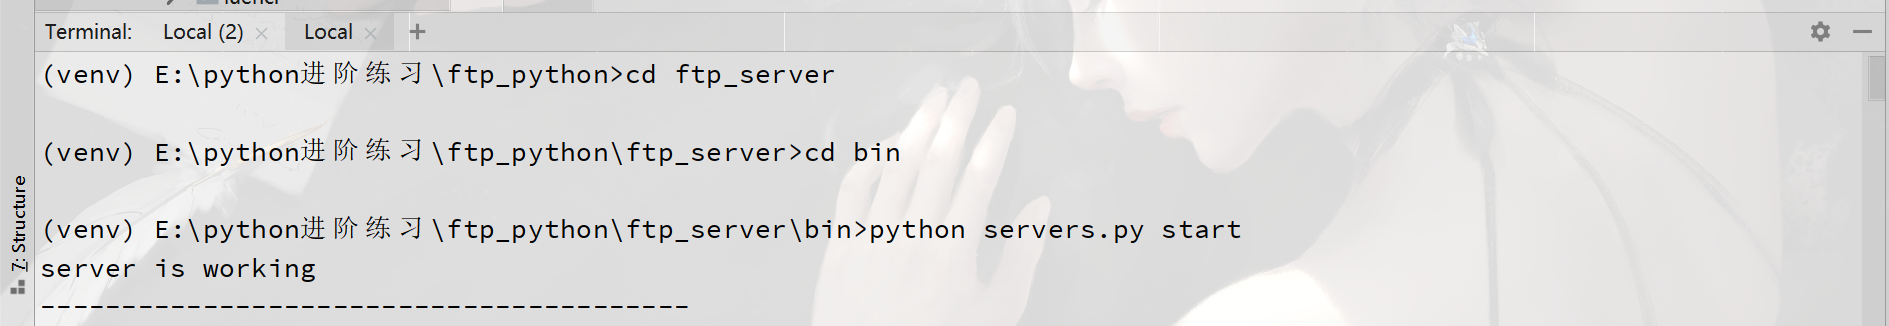 Terminal: Local (2) × Local × +
(venv) E:\python进阶练习\ftp_python>cd ftp_server
(venv) E:\python进阶练习\ftp_python\ftp_server>cd bin
(venv) E:\python进阶练习\ftp_python\ftp_server\bin>python servers.py start
server is working
----------------------------------------
7: Structure